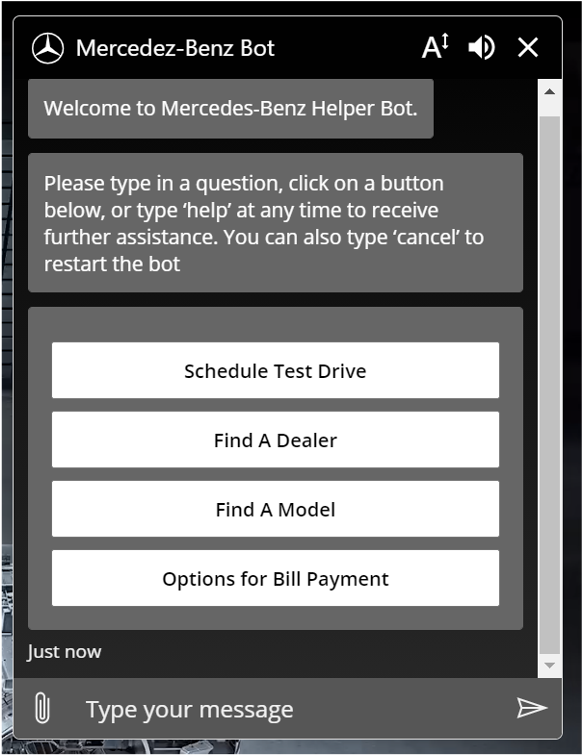 Mercedez-Benz Bot
A
Welcome to Mercedes-Benz Helper Bot.
Please type in a question, click on a button
below, or type ‘help’ at any time to receive
further assistance. You can also type ‘cancel’ to
restart the bot
Schedule Test Drive
Find A Dealer
Find A Model
Options for Bill Payment
Just now
Type your message